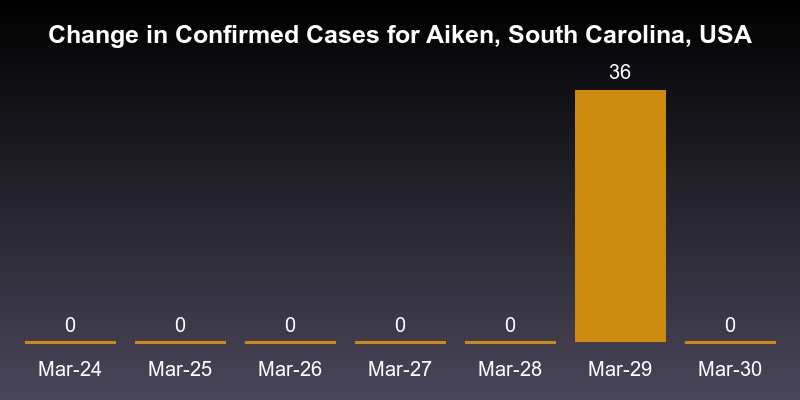 Change in Confirmed Cases for Aiken, South Carolina, USA
36
0 0 0 0 0 0
Mar-24 Mar-25 Mar-26 Mar-27 Mar-28 Mar-29 Mar-30